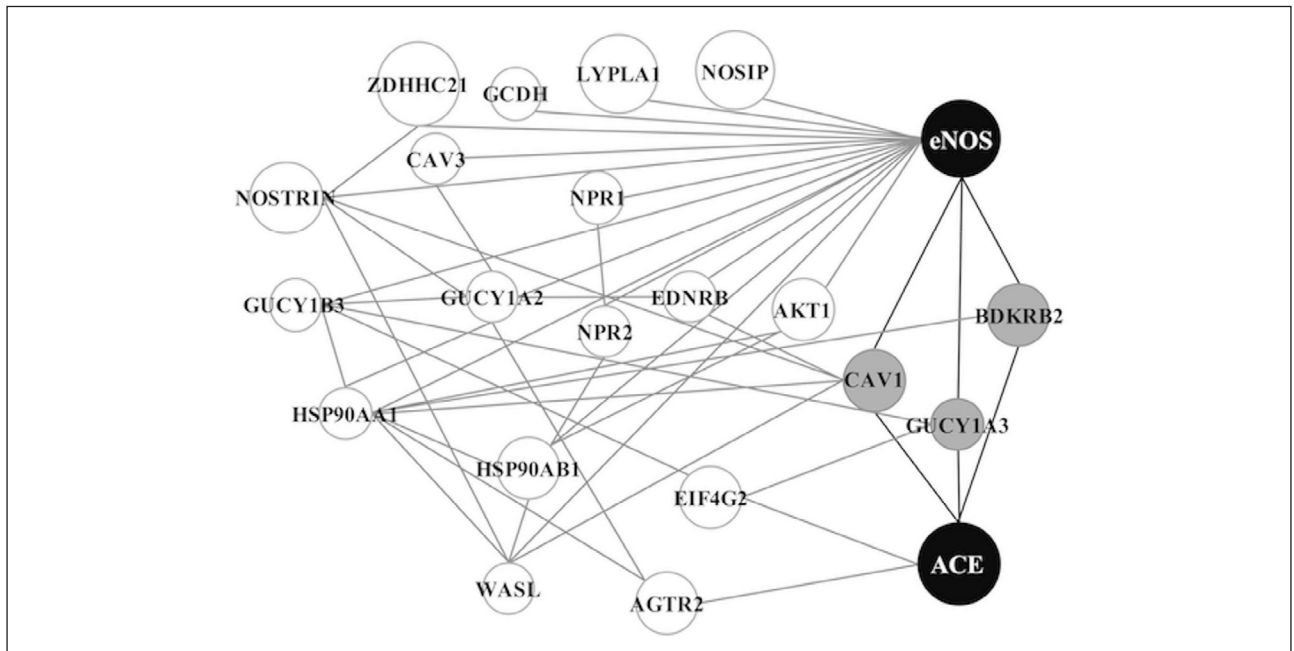 ZDHHC21
GCDH
LYPLA1
NOSIP
eNOS
CAV3
NOSTRIN
NPR1
GUCY1B3
GUCY1A2
EDNRB
NPR2
AKT1
BDKRB2
CAV1
HSP90AA1
GUCY1A3
HSP90AB1
EIF4G2
WASL
AGTR2
ACE